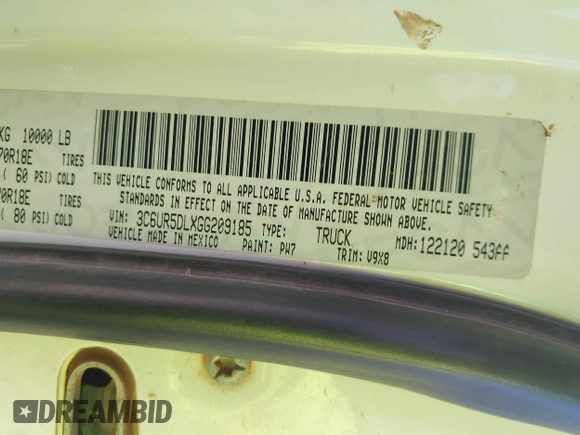 KG 10000 LB
70R18E TIRES
( 60 PSI) COLD
70R18E TIRES
( 80 PSI) COLD
THIS VEHICLE CONFORMS TO ALL APPLICABLE U.S.A. FEDERAL MOTOR VEHICLE SAFETY
STANDARDS IN EFFECT ON THE DATE OF MANUFACTURE SHOWN ABOVE.
VIN: 3C6UR5DLXGG209185 TYPE: TRUCK MDH: 122120 543FF
VEHICLE MADE IN MEXICO PAINT: PW7 TRIM: V9X8
DREAMBID